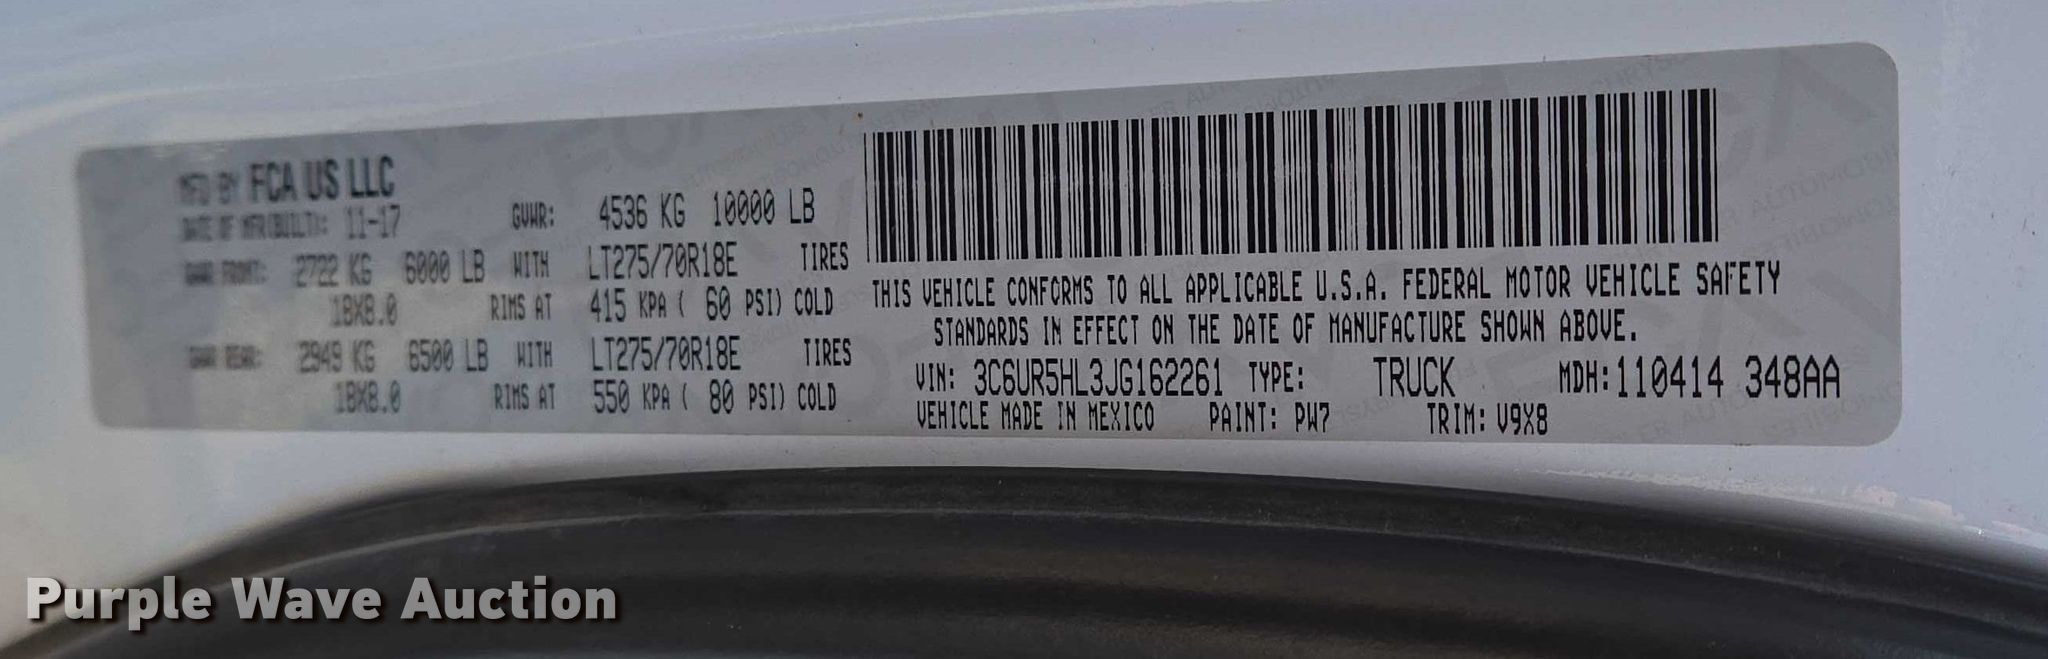 MFD BY FCA US LLC
DATE OF MFR(BUILT): 11-17 GVWR: 4536 KG 10000 LB
GAWR FRONT: 2722 KG 6000 LB WITH LT275/70R18E TIRES
18X8.0 RIMS AT 415 KPA ( 60 PSI) COLD
GAWR REAR: 2949 KG 6500 LB WITH LT275/70R18E TIRES
18X8.0 RIMS AT 550 KPA ( 80 PSI) COLD
THIS VEHICLE CONFORMS TO ALL APPLICABLE U.S.A. FEDERAL MOTOR VEHICLE SAFETY
STANDARDS IN EFFECT ON THE DATE OF MANUFACTURE SHOWN ABOVE.
VIN: 3C6UR5HL3JG162261 TYPE: TRUCK MDH: 110414 348AA
VEHICLE MADE IN MEXICO PAINT: PW7 TRIM: V9X8
Purple Wave Auction